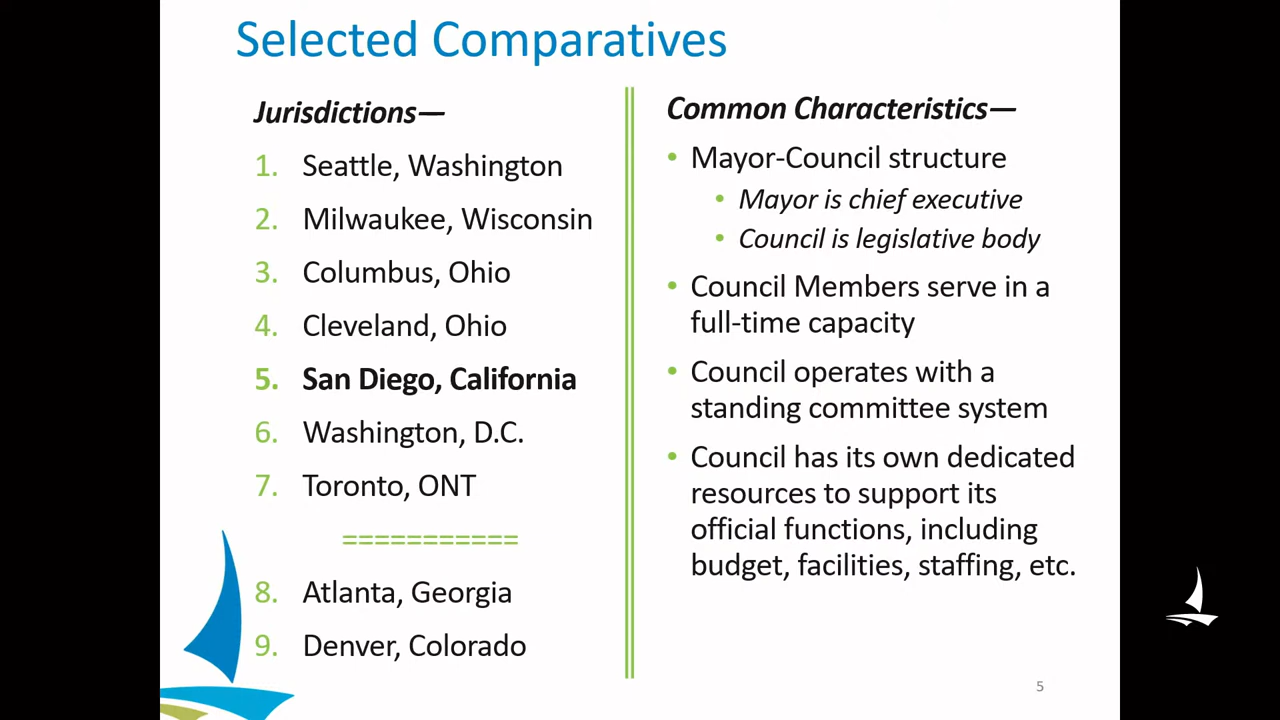 Selected Comparatives
Jurisdictions—
1. Seattle, Washington
2. Milwaukee, Wisconsin
3. Columbus, Ohio
4. Cleveland, Ohio
5. San Diego, California
6. Washington, D.C.
7. Toronto, ONT
===========
8. Atlanta, Georgia
9. Denver, Colorado
Common Characteristics—
• Mayor-Council structure
• Mayor is chief executive
• Council is legislative body
• Council Members serve in a
full-time capacity
• Council operates with a
standing committee system
• Council has its own dedicated
resources to support its
official functions, including
budget, facilities, staffing, etc.
5